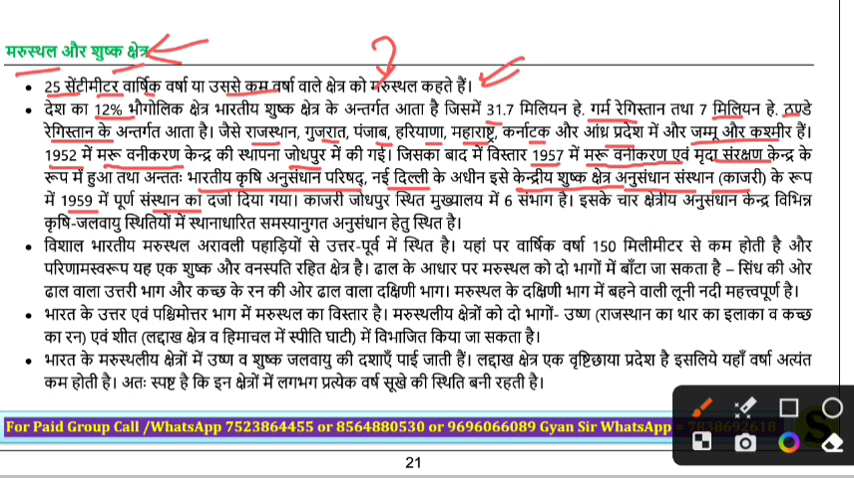 मरुस्थल और शुष्क क्षेत्र
• 25 सेंटीमीटर वार्षिक वर्षा या उससे कम वर्षा वाले क्षेत्र को मरुस्थल कहते हैं।
• देश का 12% भौगोलिक क्षेत्र भारतीय शुष्क क्षेत्र के अन्तर्गत आता है जिसमें 31.7 मिलियन हे. गर्म रेगिस्तान तथा 7 मिलियन हे. ठण्डे
रेगिस्तान के अन्तर्गत आता है। जैसे राजस्थान, गुजरात, पंजाब, हरियाणा, महाराष्ट्र, कर्नाटक और आंध्र प्रदेश में और जम्मू और कश्मीर हैं।
1952 में मरू वनीकरण केन्द्र की स्थापना जोधपुर में की गई। जिसका बाद में विस्तार 1957 में मरू वनीकरण एवं मृदा संरक्षण केन्द्र के
रूप में हुआ तथा अन्ततः भारतीय कृषि अनुसंधान परिषद्, नई दिल्ली के अधीन इसे केन्द्रीय शुष्क क्षेत्र अनुसंधान संस्थान (काजरी) के रूप
में 1959 में पूर्ण संस्थान का दर्जा दिया गया। काजरी जोधपुर स्थित मुख्यालय में 6 संभाग है। इसके चार क्षेत्रीय अनुसंधान केन्द्र विभिन्न
कृषि-जलवायु स्थितियों में स्थानाधारित समस्यानुगत अनुसंधान हेतु स्थित है।
• विशाल भारतीय मरुस्थल अरावली पहाड़ियों से उत्तर-पूर्व में स्थित है। यहां पर वार्षिक वर्षा 150 मिलीमीटर से कम होती है और
परिणामस्वरूप यह एक शुष्क और वनस्पति रहित क्षेत्र है। ढाल के आधार पर मरुस्थल को दो भागों में बाँटा जा सकता है – सिंध की ओर
ढाल वाला उत्तरी भाग और कच्छ के रन की ओर ढाल वाला दक्षिणी भाग। मरुस्थल के दक्षिणी भाग में बहने वाली लूनी नदी महत्त्वपूर्ण है।
• भारत के उत्तर एवं पश्चिमोत्तर भाग में मरुस्थल का विस्तार है। मरुस्थलीय क्षेत्रों को दो भागों- उष्ण (राजस्थान का थार का इलाका व कच्छ
का रन) एवं शीत (लद्दाख क्षेत्र व हिमाचल में स्पीति घाटी) में विभाजित किया जा सकता है।
• भारत के मरुस्थलीय क्षेत्रों में उष्ण व शुष्क जलवायु की दशाएँ पाई जाती हैं। लद्दाख क्षेत्र एक वृष्टिछाया प्रदेश है इसलिये यहाँ वर्षा अत्यंत
कम होती है। अतः स्पष्ट है कि इन क्षेत्रों में लगभग प्रत्येक वर्ष सूखे की स्थिति बनी रहती है।
For Paid Group Call /WhatsApp 7523864455 or 8564880530 or 9696066089 Gyan Sir WhatsApp = 7838692618
21